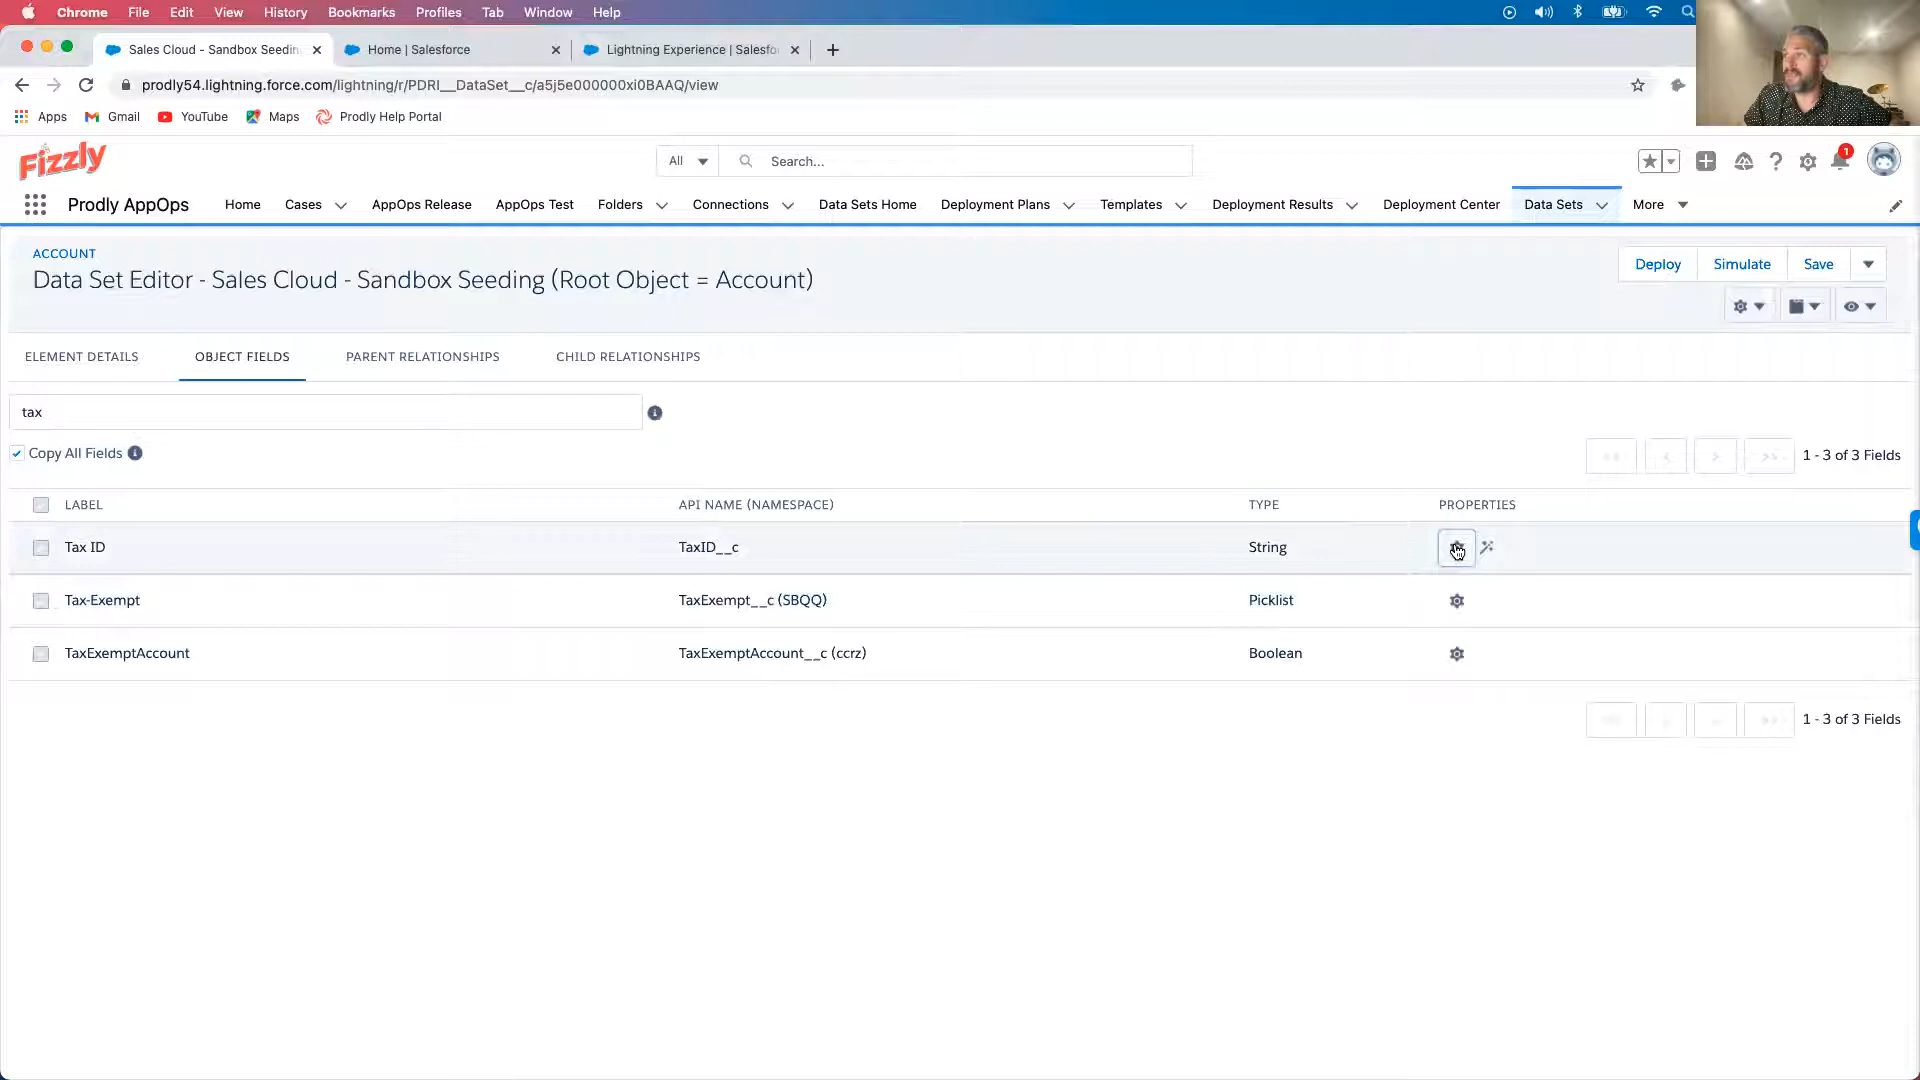 Chrome File Edit View History Bookmarks Profiles Tab Window Help
Sales Cloud - Sandbox Seedin Home | Salesforce Lightning Experience | Salesfo
prodly54.lightning.force.com/lightning/r/PDRI__DataSet__c/a5j5e000000xi0BAAQ/view
Apps Gmail YouTube Maps Prodly Help Portal
Fizzly All Search... 1
Prodly AppOps Home Cases AppOps Release AppOps Test Folders Connections Data Sets Home Deployment Plans Templates Deployment Results Deployment Center Data Sets More
ACCOUNT
Data Set Editor - Sales Cloud - Sandbox Seeding (Root Object = Account)
Deploy Simulate Save
ELEMENT DETAILS OBJECT FIELDS PARENT RELATIONSHIPS CHILD RELATIONSHIPS
tax
Copy All Fields 1 - 3 of 3 Fields
LABEL API NAME (NAMESPACE) TYPE PROPERTIES
Tax ID TaxID__c String
Tax-Exempt TaxExempt__c (SBQQ) Picklist
TaxExemptAccount TaxExemptAccount__c (ccrz) Boolean
1 - 3 of 3 Fields